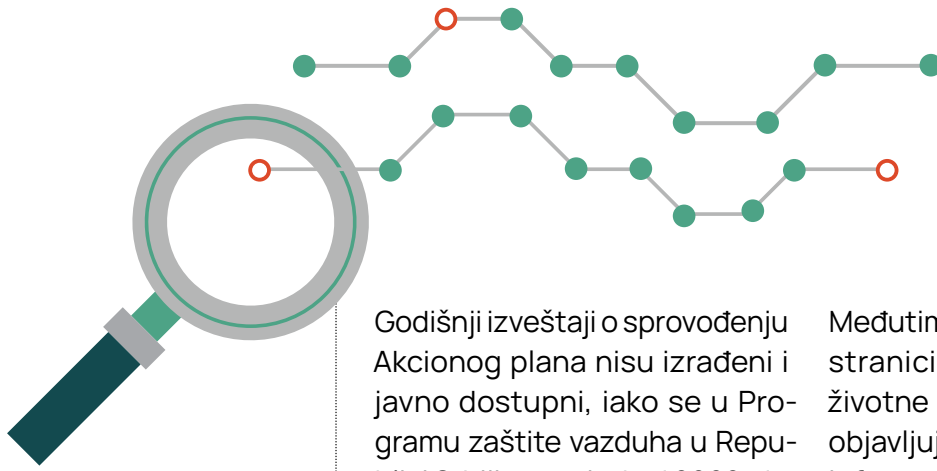 Godišnji izveštaji o sprovođenju
Akcionog plana nisu izrađeni i
javno dostupni, iako se u Pro-
gramu zaštite vazduha u Repu-
Međutim
stranici
životne
objavljuj